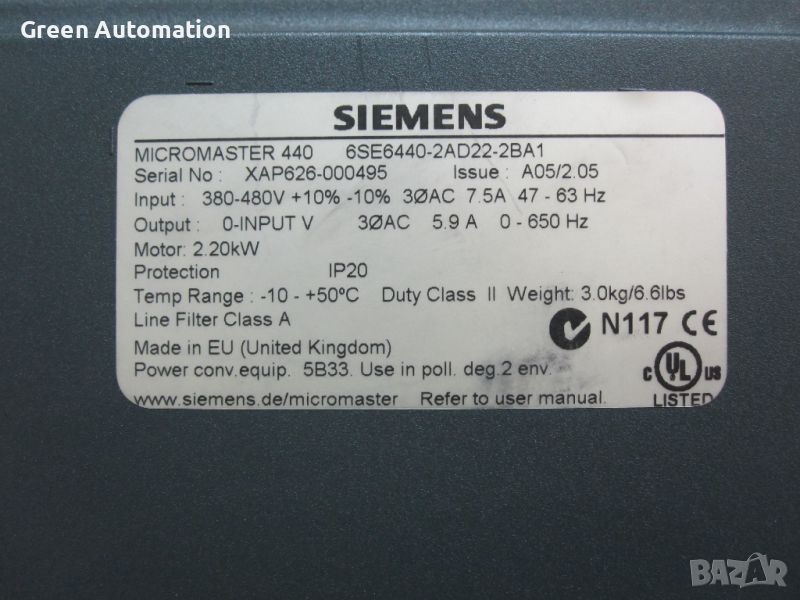 Green Automation
SIEMENS
MICROMASTER 440 6SE6440-2AD22-2BA1
Serial No : XAP626-000495 Issue : A05/2.05
Input : 380-480V +10% -10% 3ØAC 7.5A 47 - 63 Hz
Output : 0-INPUT V 3ØAC 5.9 A 0 - 650 Hz
Motor: 2.20kW
Protection IP20
Temp Range : -10 - +50ºC Duty Class II Weight: 3.0kg/6.6lbs
Line Filter Class A
N117 CE
Made in EU (United Kingdom)
Power conv.equip. 5B33. Use in poll. deg.2 env.
c UL us
www.siemens.de/micromaster Refer to user manual.
LISTED
BAZAR